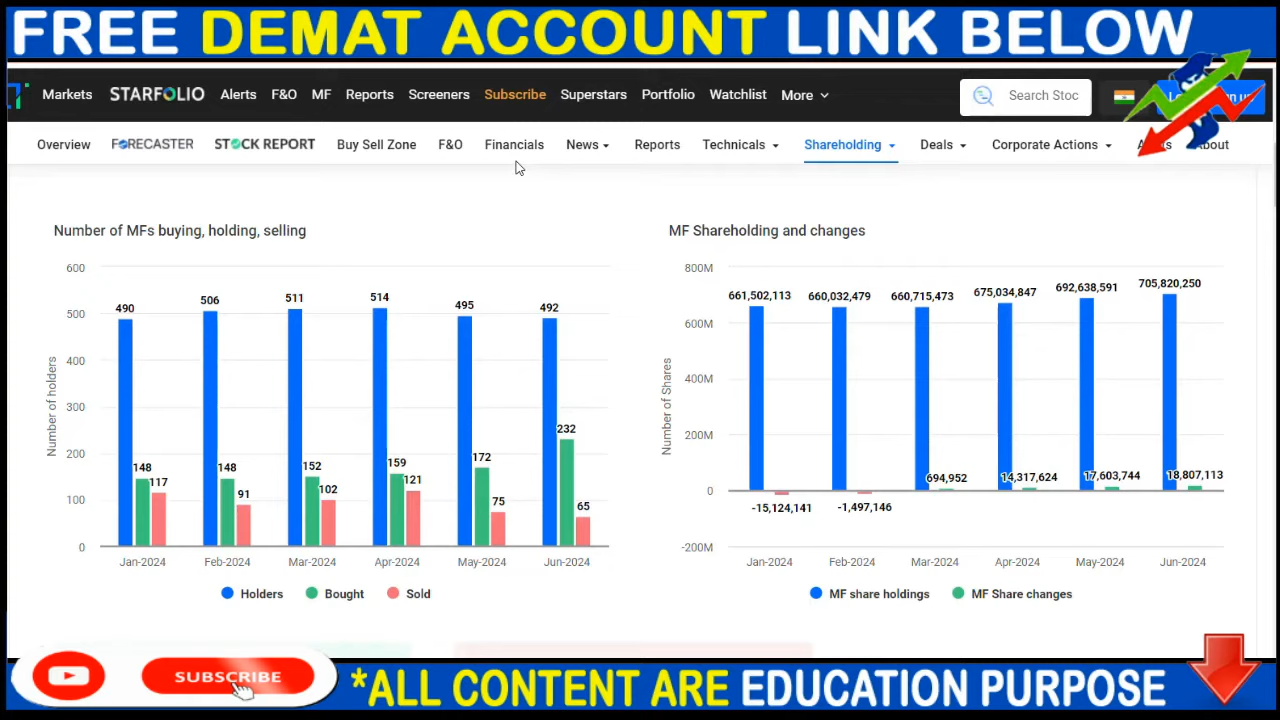 FREE DEMAT ACCOUNT LINK BELOW
Markets STARFOLIO Alerts F&O MF Reports Screeners Subscribe Superstars Portfolio Watchlist More Search Stoc
Overview FORECASTER STOCK REPORT Buy Sell Zone F&O Financials News Reports Technicals Shareholding Deals Corporate Actions About
Number of MFs buying, holding, selling
600
500
400
300
200
100
0
Number of holders
490 506 511 514 495 492
148 148 152 159 172 232
117 91 102 121 75 65
Jan-2024 Feb-2024 Mar-2024 Apr-2024 May-2024 Jun-2024
Holders Bought Sold
MF Shareholding and changes
800M
600M
400M
200M
0
-200M
Number of Shares
661,502,113 660,032,479 660,715,473 675,034,847 692,638,591 705,820,250
-15,124,141 -1,497,146 694,952 14,317,624 17,603,744 18,807,113
Jan-2024 Feb-2024 Mar-2024 Apr-2024 May-2024 Jun-2024
MF share holdings MF Share changes
SUBSCRIBE
*ALL CONTENT ARE EDUCATION PURPOSE